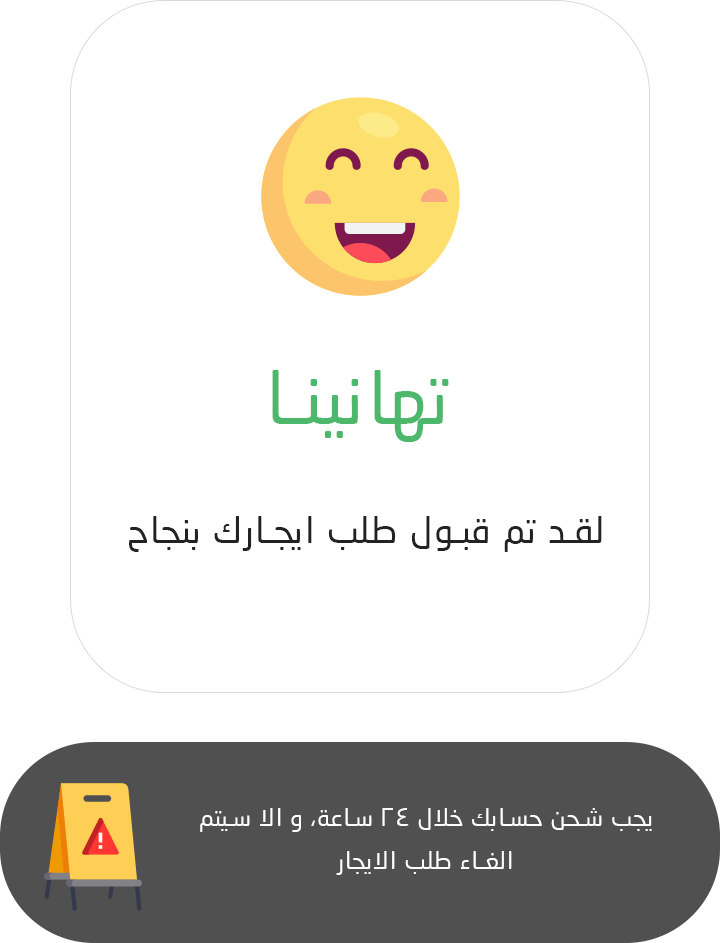 تهانينا
لقد تم قبول طلب ايجارك بنجاح
يجب شحن حسابك خلال ٢٤ ساعة، و الا سيتم
الغاء طلب الايجار